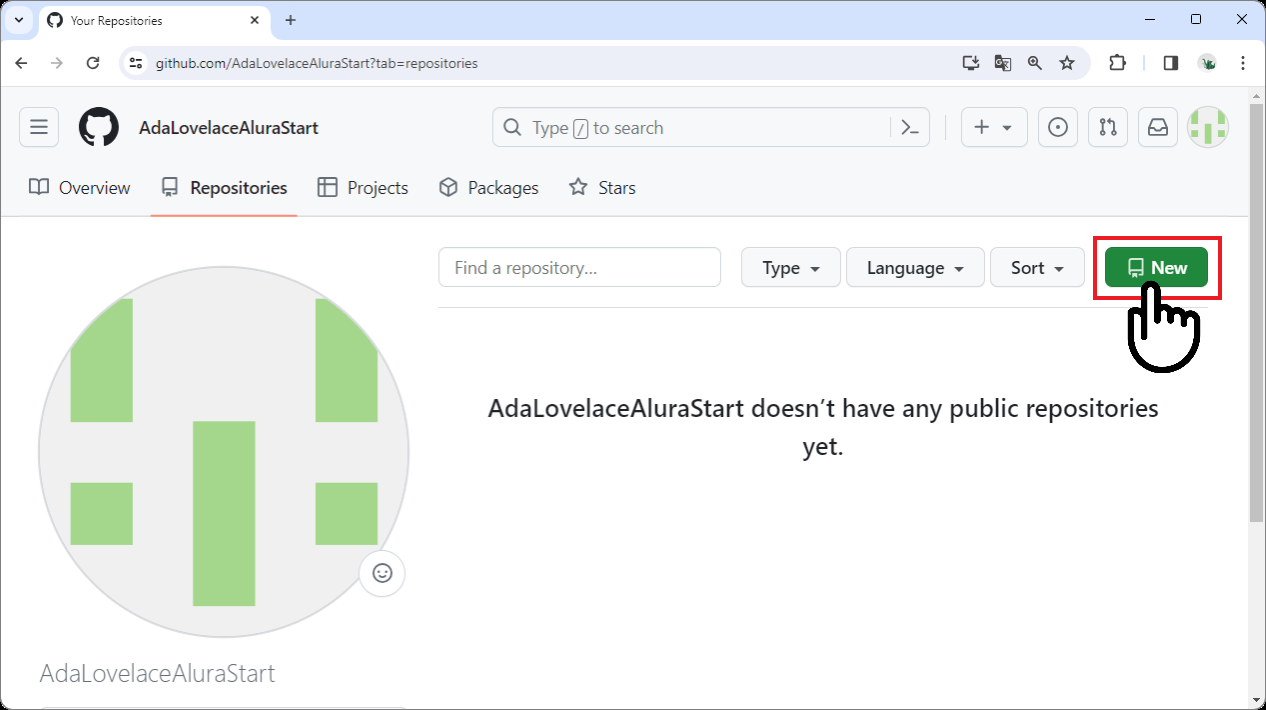 Your Repositories
github.com/AdaLovelaceAluraStart?tab=repositories
AdaLovelaceAluraStart
Type / to search
Overview
Repositories
Projects
Packages
Stars
Find a repository...
Type
Language
Sort
New
AdaLovelaceAluraStart doesn’t have any public repositories
yet.
AdaLovelaceAluraStart